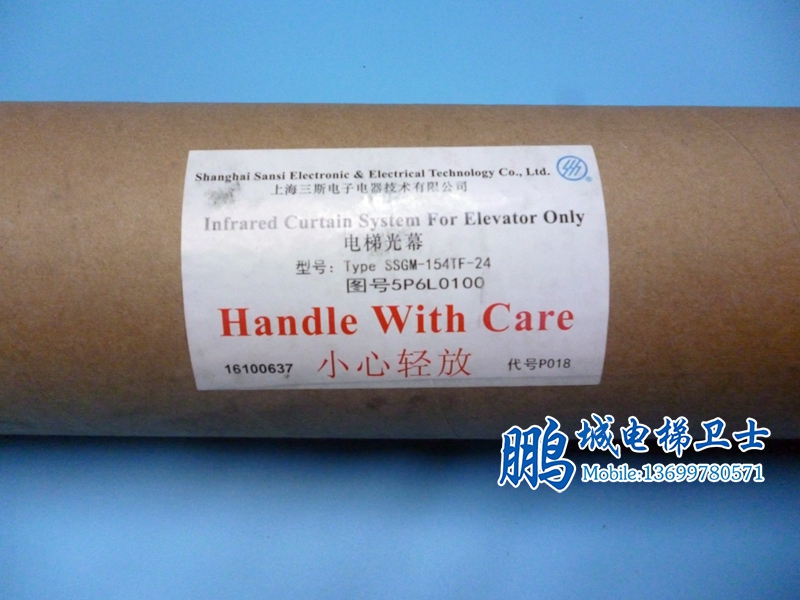 Shanghai Sansi Electronic & Electrical Technology Co., Ltd.
上海三斯电子电器技术有限公司
Infrared Curtain System For Elevator Only
电梯光幕
型号: Type SSGM-154TF-24
图号5P6L0100
Handle With Care
16100637 小心轻放 代号P018
鹏城电梯卫士
Mobile:13699780571